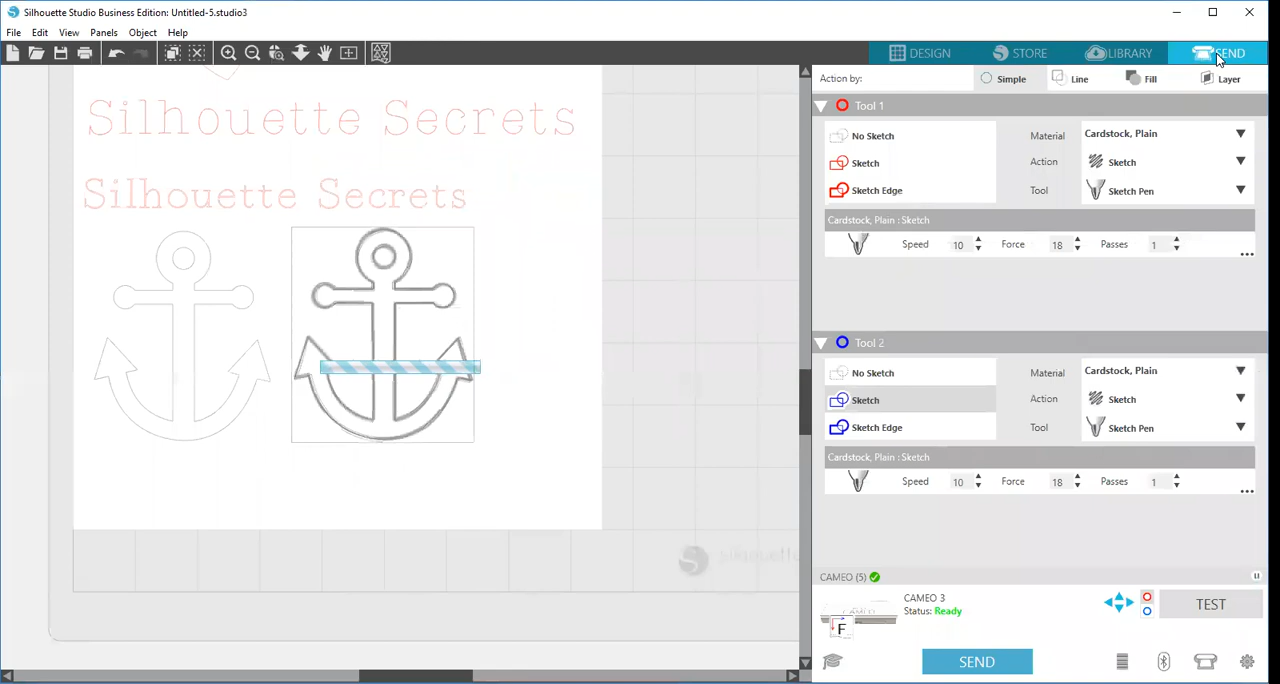 Silhouette Studio Business Edition: Untitled-5.studio3
File Edit View Panels Object Help
DESIGN STORE LIBRARY SEND
Action by: Simple Line Fill Layer
Tool 1
No Sketch Material Cardstock, Plain
Sketch Action Sketch
Sketch Edge Tool Sketch Pen
Cardstock, Plain : Sketch
Speed 10 Force 18 Passes 1
Silhouette Secrets
Silhouette Secrets
Tool 2
No Sketch Material Cardstock, Plain
Sketch Action Sketch
Sketch Edge Tool Sketch Pen
Cardstock, Plain : Sketch
Speed 10 Force 18 Passes 1
silhouette
CAMEO (5)
CAMEO 3
Status: Ready
CAMEO
F
TEST
SEND